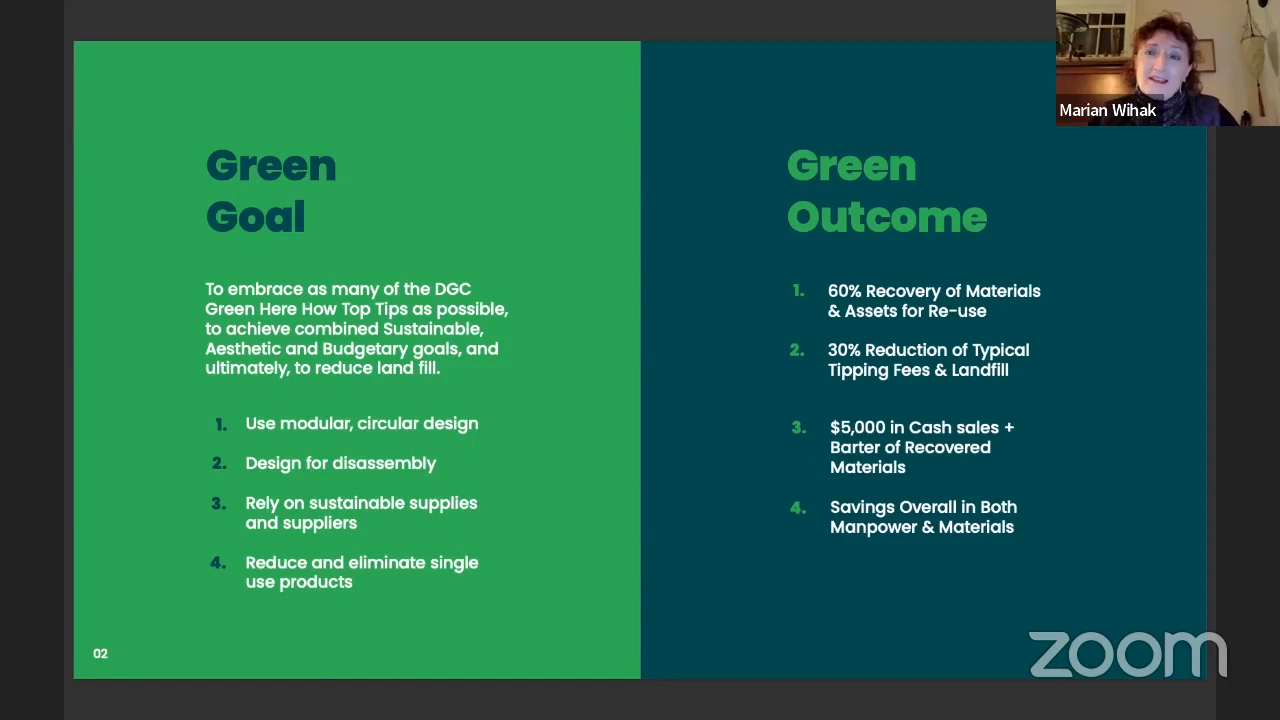 Marian Wihak
Green
Goal
To embrace as many of the DGC
Green Here How Top Tips as possible,
to achieve combined Sustainable,
Aesthetic and Budgetary goals, and
ultimately, to reduce land fill.
1. Use modular, circular design
2. Design for disassembly
3. Rely on sustainable supplies
and suppliers
4. Reduce and eliminate single
use products
02
Green
Outcome
1. 60% Recovery of Materials
& Assets for Re-use
2. 30% Reduction of Typical
Tipping Fees & Landfill
3. $5,000 in Cash sales +
Barter of Recovered
Materials
4. Savings Overall in Both
Manpower & Materials
zoom